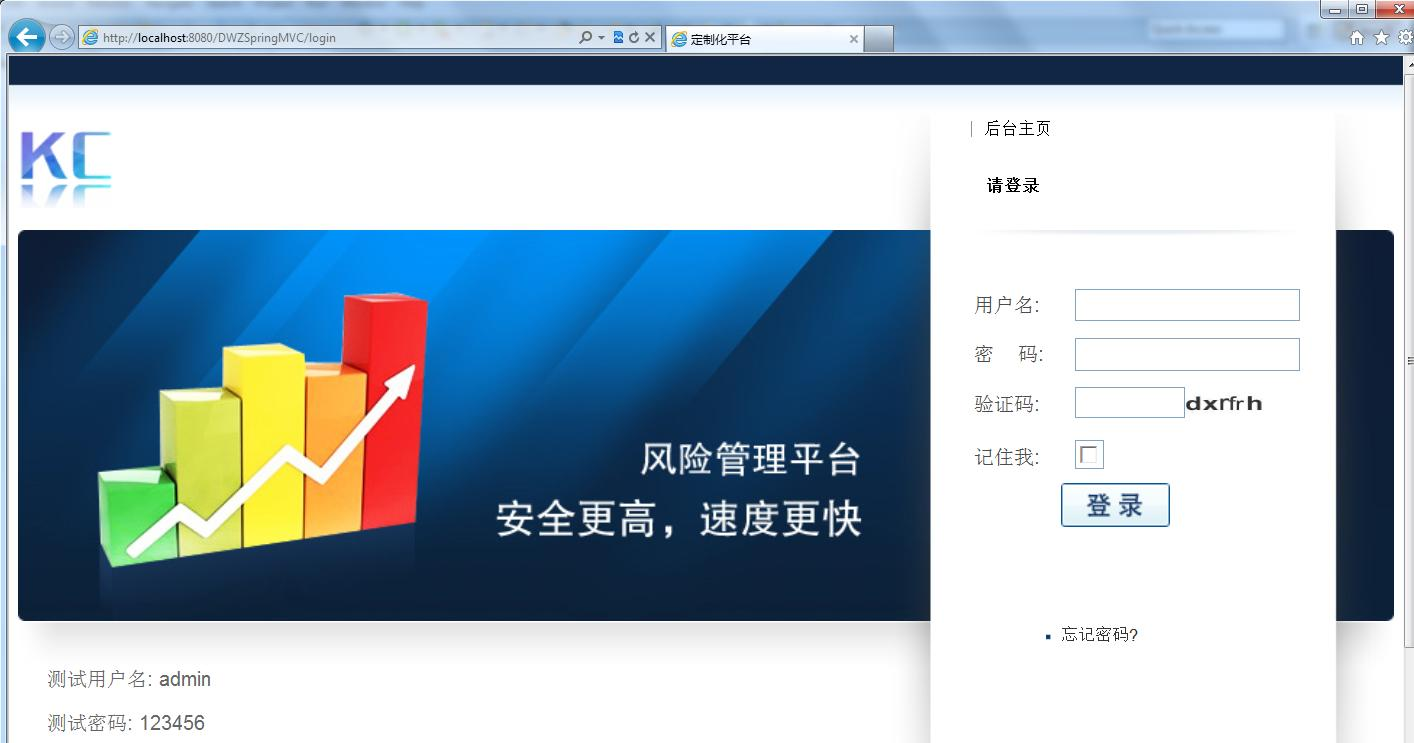 http://localhost:8080/DWZSpringMVC/login
定制化平台
KC
后台主页
请登录
用户名:
密 码:
验证码: dxrfrh
记住我:
登 录
忘记密码?
风险管理平台
安全更高，速度更快
测试用户名: admin
测试密码: 123456